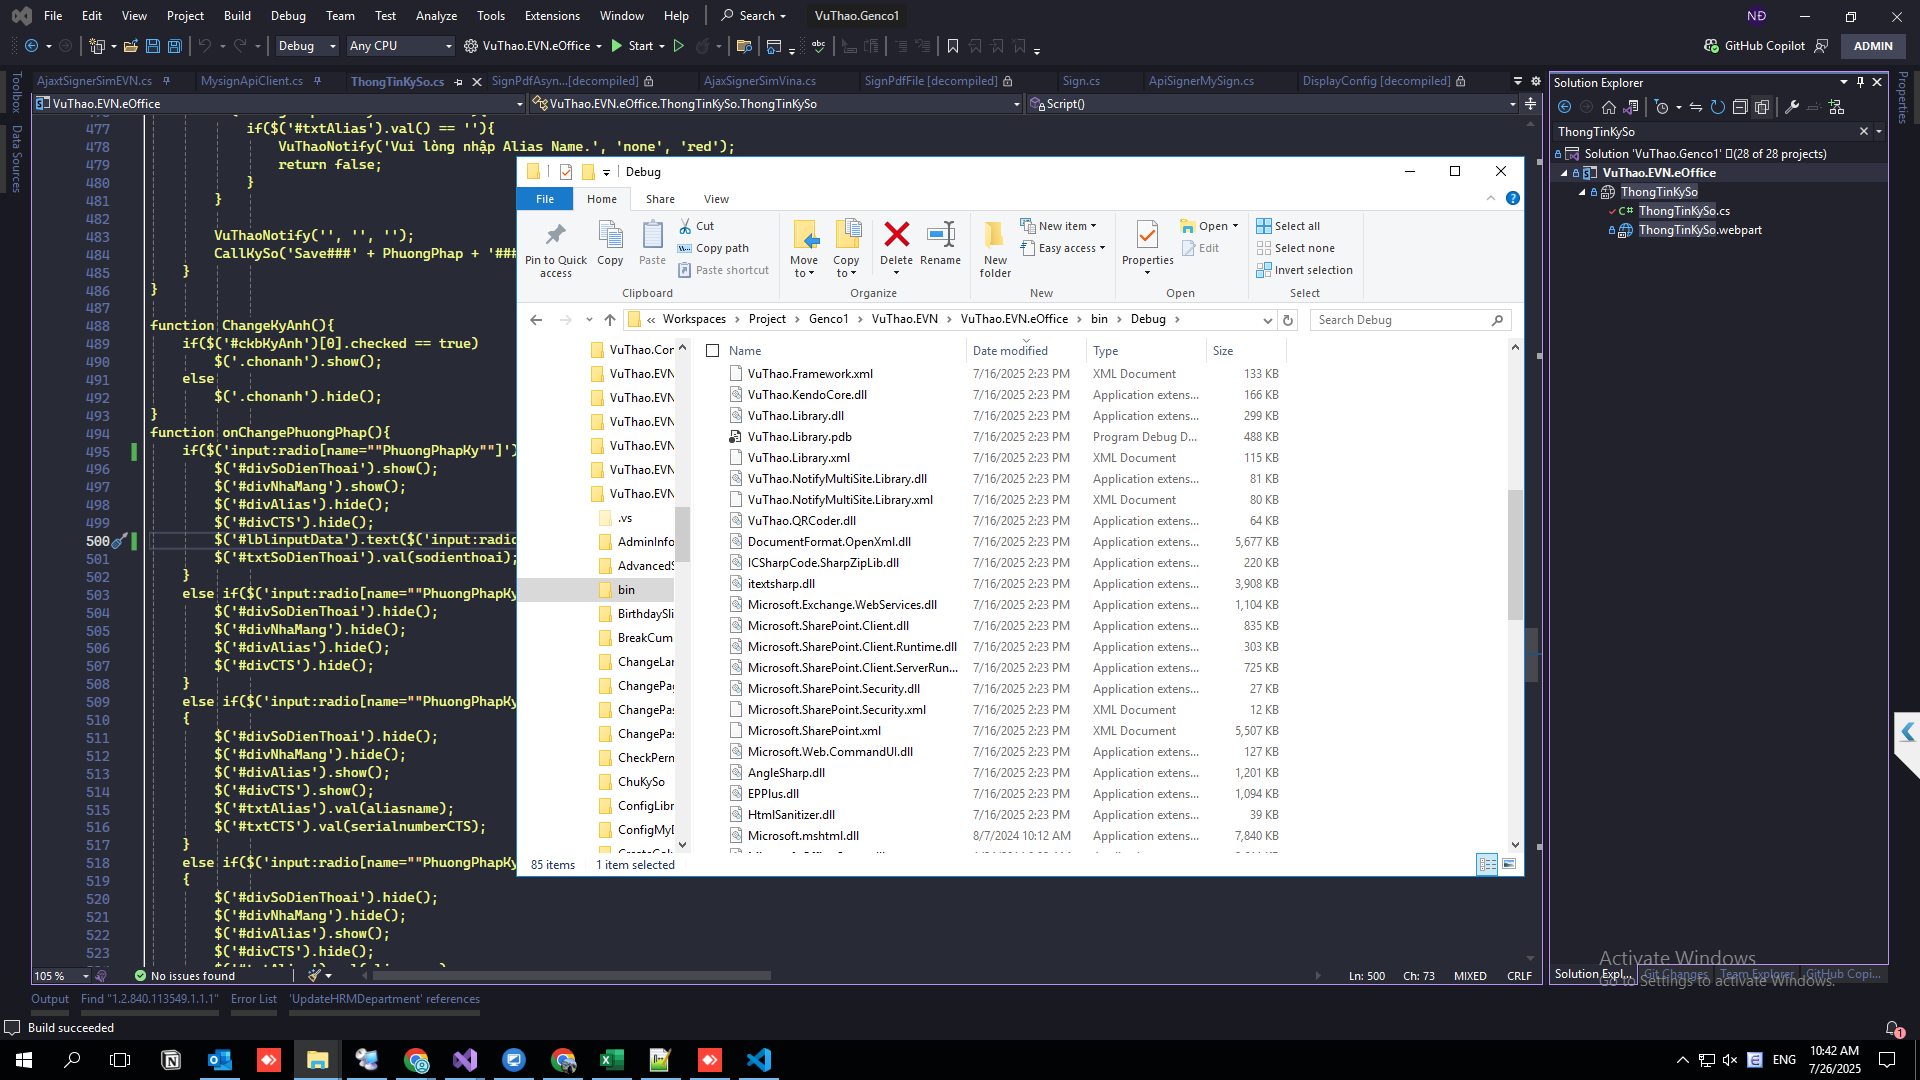 File Edit View Project Build Debug Team Test Analyze Tools Extensions Window Help Search VuThao.Genco1 NĐ
Debug Any CPU VuThao.EVN.eOffice Start GitHub Copilot ADMIN
Toolbox
Data Sources
AjaxtSignerSimEVN.cs MysignApiClient.cs ThongTinKySo.cs SignPdfAsyn...[decompiled] AjaxSignerSimVina.cs SignPdfFile [decompiled] Sign.cs ApiSignerMySign.cs DisplayConfig [decompiled]
VuThao.EVN.eOffice VuThao.EVN.eOffice.ThongTinKySo.ThongTinKySo Script()
477 if($('#txtAlias').val() == ''){
478 VuThaoNotify('Vui lòng nhập Alias Name.', 'none', 'red');
479 return false;
480 }
481 }
482
483 VuThaoNotify('', '', '');
484 CallKySo('Save###' + PhuongPhap + '###
485 }
486 }
487
488 function ChangeKyAnh(){
489 if($('#ckbKyAnh')[0].checked == true)
490 $('.chonanh').show();
491 else
492 $('.chonanh').hide();
493 }
494 function onChangePhuongPhap(){
495 if($('input:radio[name=""PhuongPhapKy""]')
496 $('#divSoDienThoai').show();
497 $('#divNhaMang').show();
498 $('#divAlias').hide();
499 $('#divCTS').hide();
500 $('#lblinputData').text($('input:radio
501 $('#txtSoDienThoai').val(sodienthoai);
502 }
503 else if($('input:radio[name=""PhuongPhapKy
504 $('#divSoDienThoai').hide();
505 $('#divNhaMang').hide();
506 $('#divAlias').hide();
507 $('#divCTS').hide();
508 }
509 else if($('input:radio[name=""PhuongPhapKy
510 {
511 $('#divSoDienThoai').hide();
512 $('#divNhaMang').hide();
513 $('#divAlias').show();
514 $('#divCTS').show();
515 $('#txtAlias').val(aliasname);
516 $('#txtCTS').val(serialnumberCTS);
517 }
518 else if($('input:radio[name=""PhuongPhapKy
519 {
520 $('#divSoDienThoai').hide();
521 $('#divNhaMang').hide();
522 $('#divAlias').show();
523 $('#divCTS').hide();
105 % No issues found Ln: 500 Ch: 73 MIXED CRLF
Output Find "1.2.840.113549.1.1.1" Error List 'UpdateHRMDepartment' references
Build succeeded
Debug
File Home Share View
Pin to Quick access Copy Paste Cut Copy path Paste shortcut Move to Copy to Delete Rename New folder New item Easy access Properties Open Edit Select all Select none Invert selection
Clipboard Organize New Open Select
« Workspaces Project Genco1 VuThao.EVN VuThao.EVN.eOffice bin Debug Search Debug
VuThao.Cor
VuThao.EVN
VuThao.EVN
VuThao.EVN
VuThao.EVN
VuThao.EVN
VuThao.EVN
.vs
AdminInfo
AdvancedS
bin
BirthdaySli
BreakCum
ChangeLar
ChangePag
ChangePas
ChangePas
CheckPerm
ChuKySo
ConfigLibr
ConfigMyD
Name Date modified Type Size
VuThao.Framework.xml 7/16/2025 2:23 PM XML Document 133 KB
VuThao.KendoCore.dll 7/16/2025 2:23 PM Application extens... 166 KB
VuThao.Library.dll 7/16/2025 2:23 PM Application extens... 299 KB
VuThao.Library.pdb 7/16/2025 2:23 PM Program Debug D... 488 KB
VuThao.Library.xml 7/16/2025 2:23 PM XML Document 115 KB
VuThao.NotifyMultiSite.Library.dll 7/16/2025 2:23 PM Application extens... 81 KB
VuThao.NotifyMultiSite.Library.xml 7/16/2025 2:23 PM XML Document 80 KB
VuThao.QRCoder.dll 7/16/2025 2:23 PM Application extens... 64 KB
DocumentFormat.OpenXml.dll 7/16/2025 2:23 PM Application extens... 5,677 KB
ICSharpCode.SharpZipLib.dll 7/16/2025 2:23 PM Application extens... 220 KB
itextsharp.dll 7/16/2025 2:23 PM Application extens... 3,908 KB
Microsoft.Exchange.WebServices.dll 7/16/2025 2:23 PM Application extens... 1,104 KB
Microsoft.SharePoint.Client.dll 7/16/2025 2:23 PM Application extens... 835 KB
Microsoft.SharePoint.Client.Runtime.dll 7/16/2025 2:23 PM Application extens... 303 KB
Microsoft.SharePoint.Client.ServerRun... 7/16/2025 2:23 PM Application extens... 725 KB
Microsoft.SharePoint.Security.dll 7/16/2025 2:23 PM Application extens... 27 KB
Microsoft.SharePoint.Security.xml 7/16/2025 2:23 PM XML Document 12 KB
Microsoft.SharePoint.xml 7/16/2025 2:23 PM XML Document 5,507 KB
Microsoft.Web.CommandUI.dll 7/16/2025 2:23 PM Application extens... 127 KB
AngleSharp.dll 7/16/2025 2:23 PM Application extens... 1,201 KB
EPPlus.dll 7/16/2025 2:23 PM Application extens... 1,094 KB
HtmlSanitizer.dll 7/16/2025 2:23 PM Application extens... 39 KB
Microsoft.mshtml.dll 8/7/2024 10:12 AM Application extens... 7,840 KB
85 items 1 item selected
Solution Explorer
ThongTinKySo
Solution 'VuThao.Genco1' (28 of 28 projects)
VuThao.EVN.eOffice
ThongTinKySo
ThongTinKySo.cs
ThongTinKySo.webpart
Properties
Solution Expl... Git Changes Team Explorer GitHub Copi...
Activate Windows
Go to Settings to activate Windows.
ENG 10:42 AM
7/26/2025
1